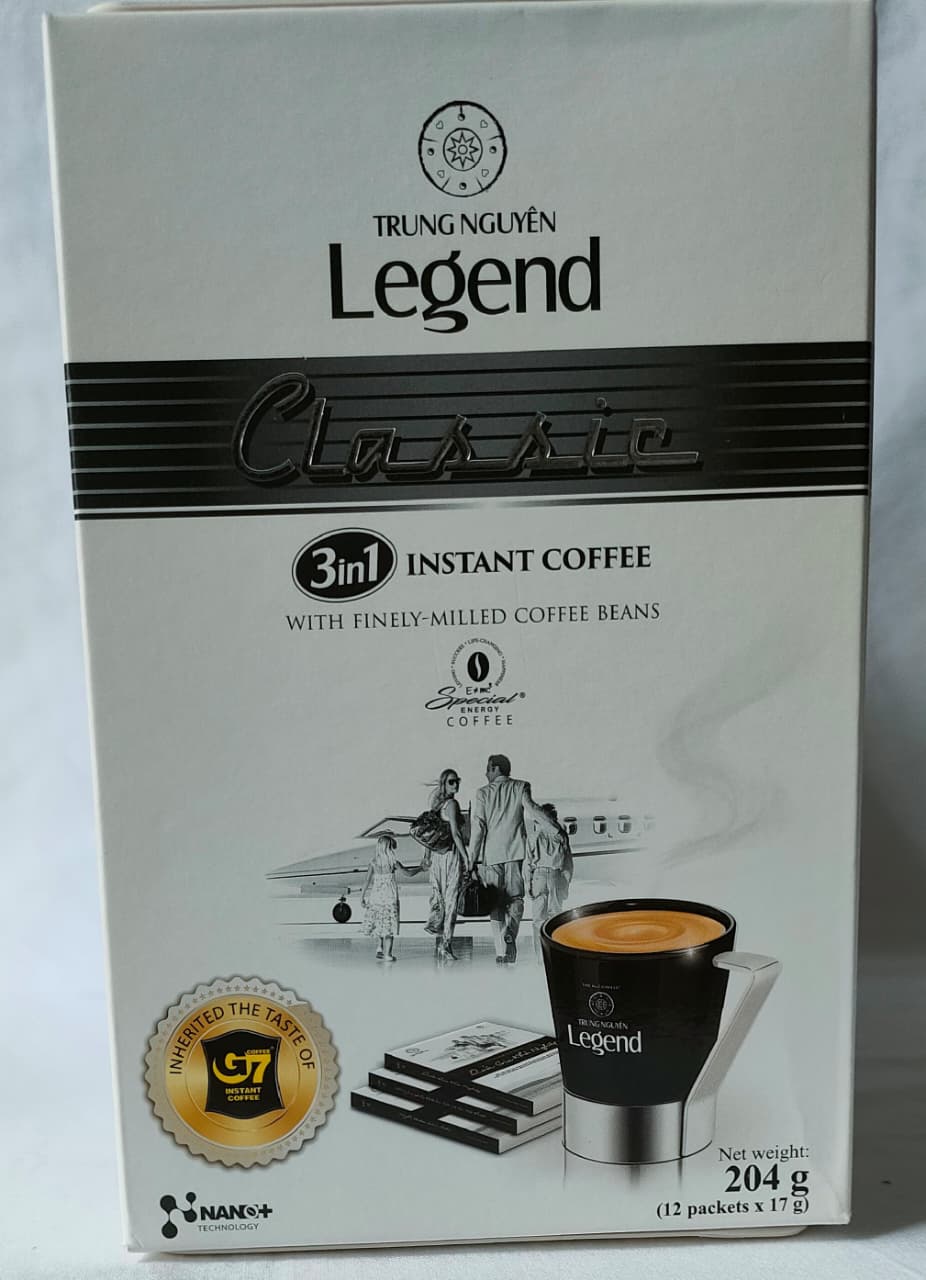 TRUNG NGUYÊN
Legend
Classic
3in1 INSTANT COFFEE
WITH FINELY-MILLED COFFEE BEANS
Special®
ENERGY
COFFEE
INHERITED THE TASTE OF
COFFEE
G7
INSTANT
COFFEE
TRUNG NGUYÊN
Legend
Net weight:
204 g
(12 packets x 17 g)
NANO+
TECHNOLOGY